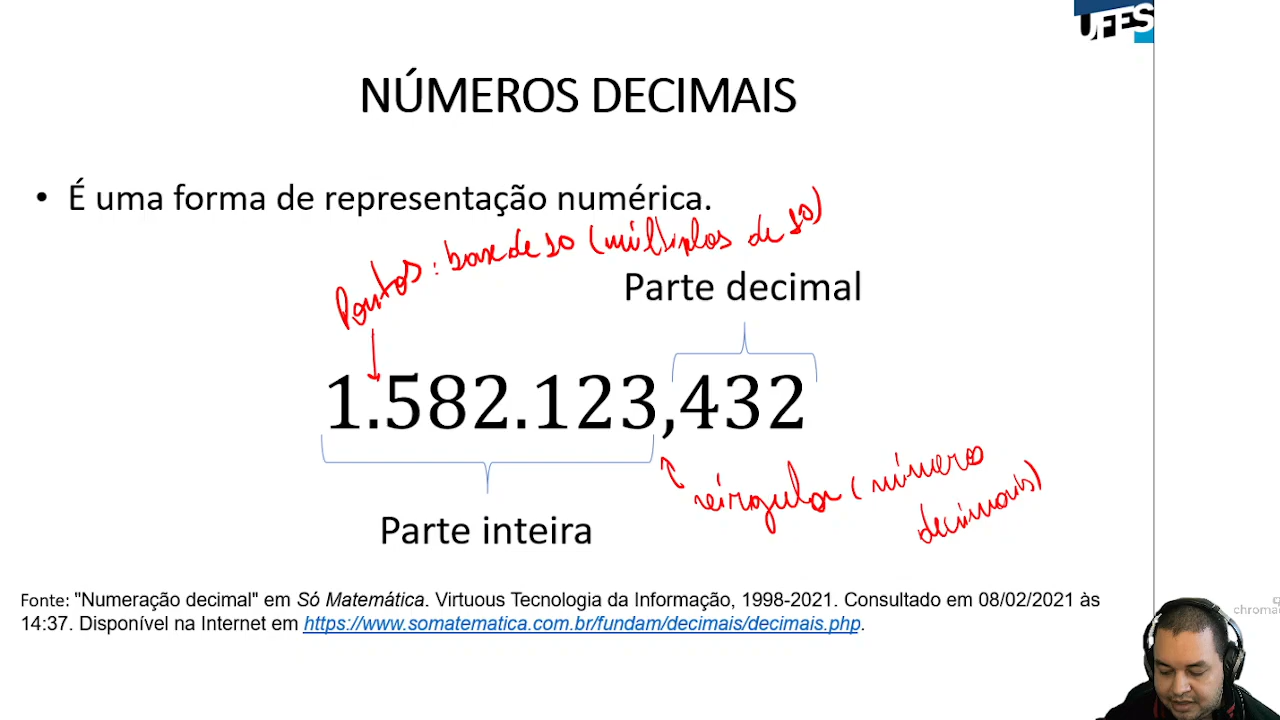 UFES
NÚMEROS DECIMAIS
• É uma forma de representação numérica.
Pontos: base de 10 (múltiplos de 10)
Parte decimal
1.582.123,432
vírgula (número
decimais)
Parte inteira
Fonte: "Numeração decimal" em Só Matemática. Virtuous Tecnologia da Informação, 1998-2021. Consultado em 08/02/2021 às
14:37. Disponível na Internet em https://www.somatematica.com.br/fundam/decimais/decimais.php.